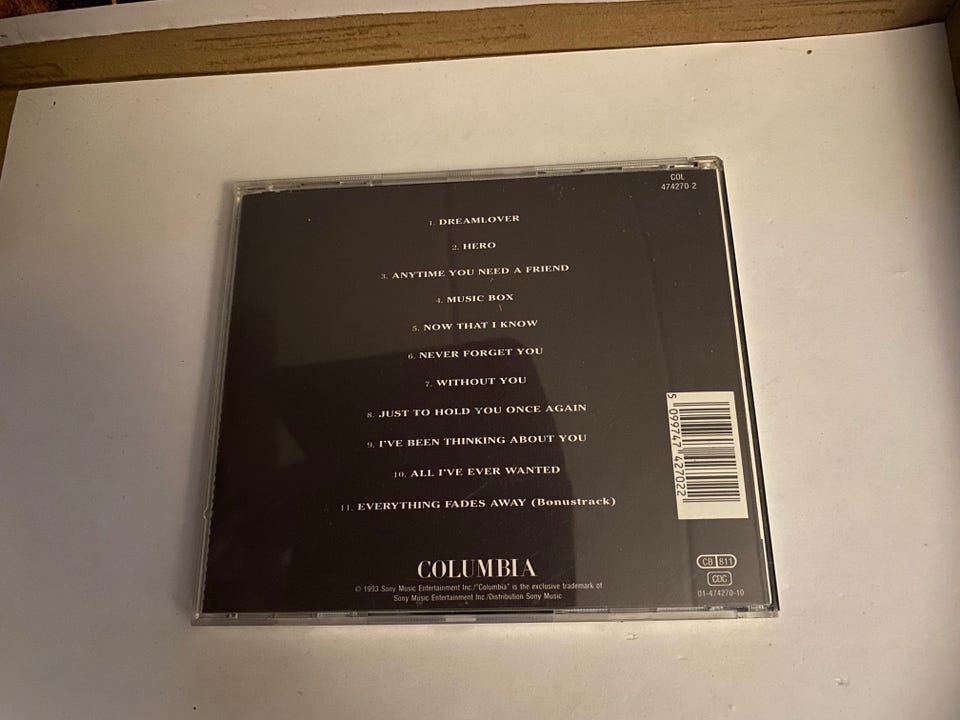 COL
474270 2
1. DREAMLOVER
2. HERO
3. ANYTIME YOU NEED A FRIEND
4. MUSIC BOX
5. NOW THAT I KNOW
6. NEVER FORGET YOU
7. WITHOUT YOU
8. JUST TO HOLD YOU ONCE AGAIN
9. I'VE BEEN THINKING ABOUT YOU
10. ALL I'VE EVER WANTED
11. EVERYTHING FADES AWAY (Bonustrack)
5 099747 427022
COLUMBIA
© 1993 Sony Music Entertainment Inc./"Columbia" is the exclusive trademark of
Sony Music Entertainment Inc./Distribution Sony Music
CB 811
CDC
01-474270-10